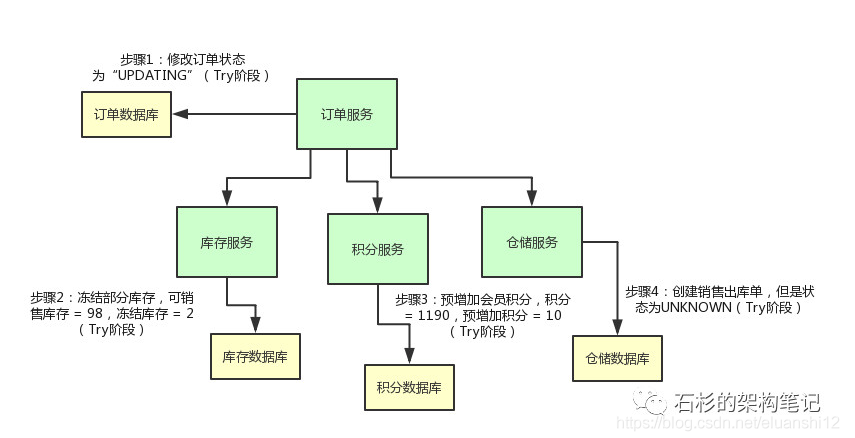 步骤1：修改订单状态
为“UPDATING”（Try阶段）
订单数据库
订单服务
库存服务
积分服务
仓储服务
步骤2：冻结部分库存，可销
售库存 = 98，冻结库存 = 2
（Try阶段）
步骤3：预增加会员积分，积分
= 1190，预增加积分 = 10
（Try阶段）
步骤4：创建销售出库单，但是状
态为UNKNOWN（Try阶段）
库存数据库
积分数据库
仓储数据库
石杉的架构笔记
https://blog.csdn.net/eluanshi12